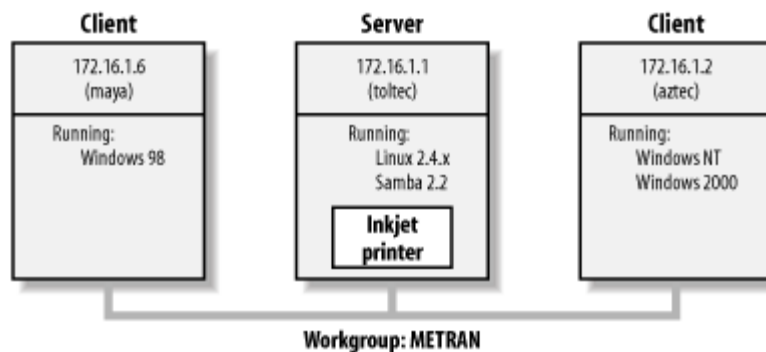 Client
172.16.1.6
(maya)
Running:
Windows 98
Server
172.16.1.1
(toltec)
Running:
Linux 2.4.x
Samba 2.2
Inkjet
printer
Client
172.16.1.2
(aztec)
Running:
Windows NT
Windows 2000
Workgroup: METRAN